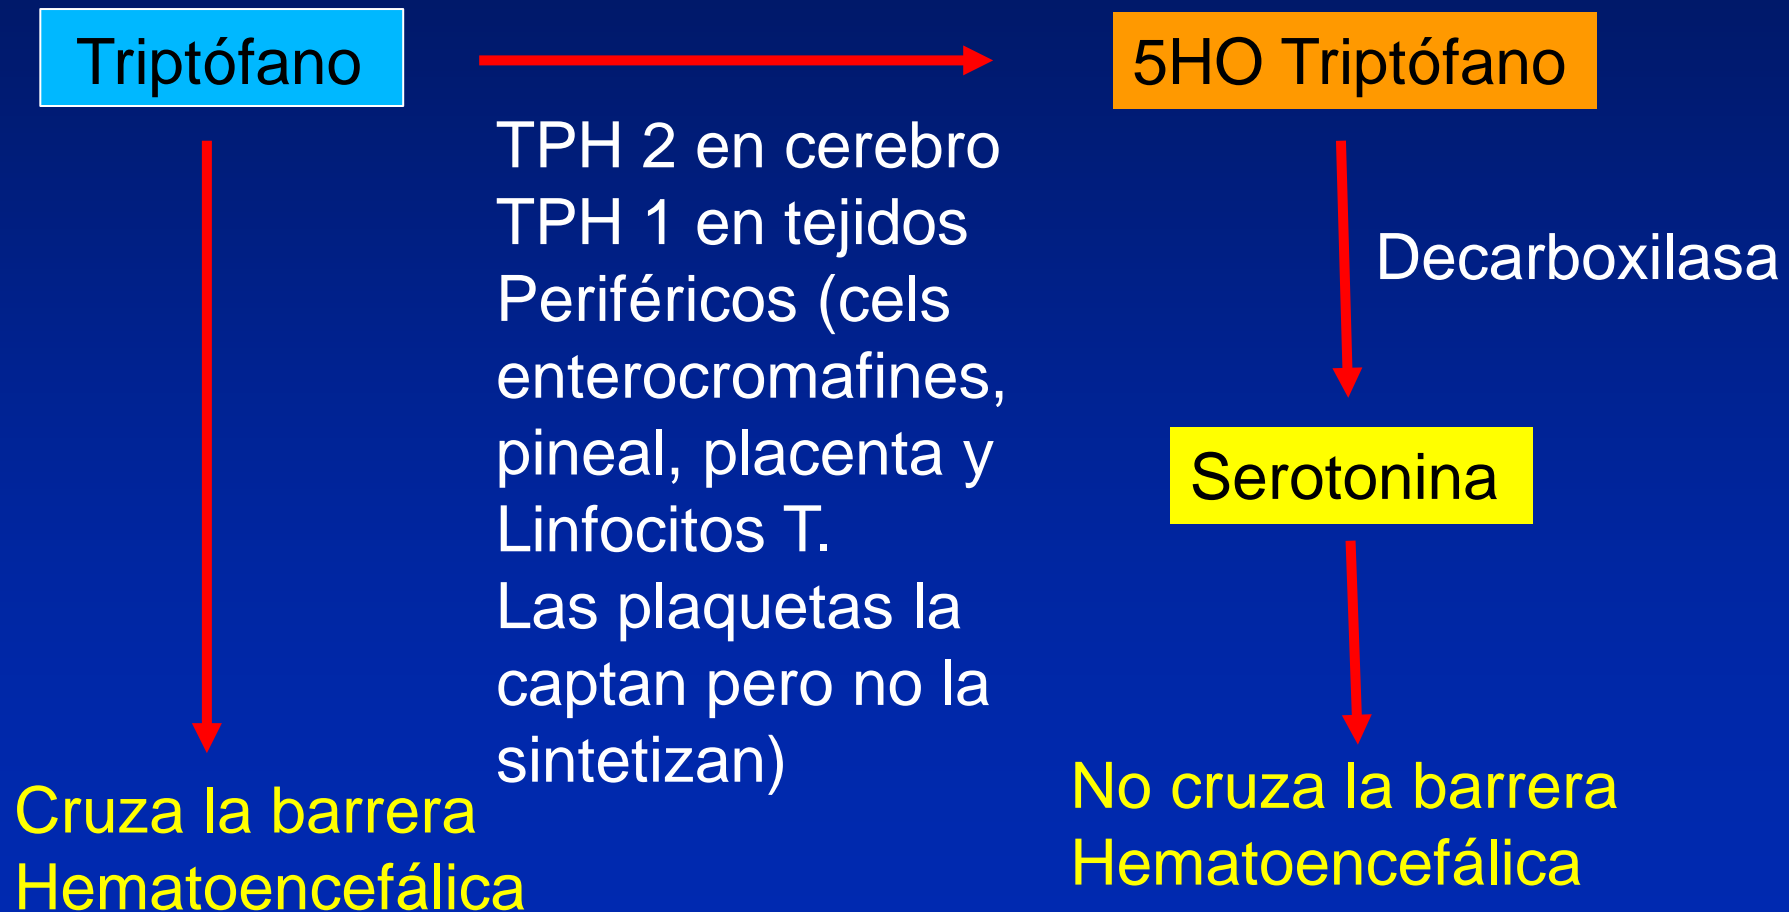 Triptófano
5HO Triptófano
TPH 2 en cerebro
TPH 1 en tejidos
Periféricos (cels
enterocromafines,
pineal, placenta y
Linfocitos T.
Las plaquetas la
captan pero no la
sintetizan)
Decarboxilasa
Serotonina
Cruza la barrera
Hematoencefálica
No cruza la barrera
Hematoencefálica